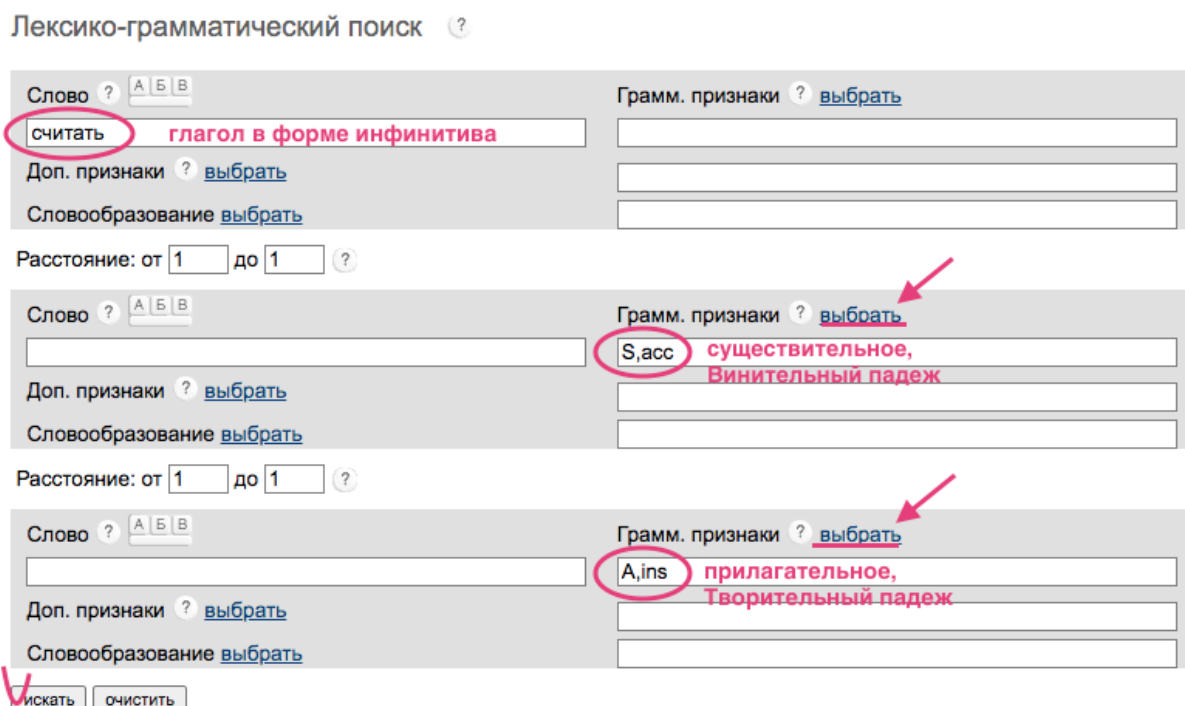 Лексико-грамматический поиск ?
Слово ? А Б В
Грамм. признаки ? выбрать
считать глагол в форме инфинитива
Доп. признаки ? выбрать
Словообразование выбрать
Расстояние: от 1 до 1 ?
Слово ? А Б В
Грамм. признаки ? выбрать
S,acc существительное,
Винительный падеж
Доп. признаки ? выбрать
Словообразование выбрать
Расстояние: от 1 до 1 ?
Слово ? А Б В
Грамм. признаки ? выбрать
A,ins прилагательное,
Творительный падеж
Доп. признаки ? выбрать
Словообразование выбрать
искать очистить